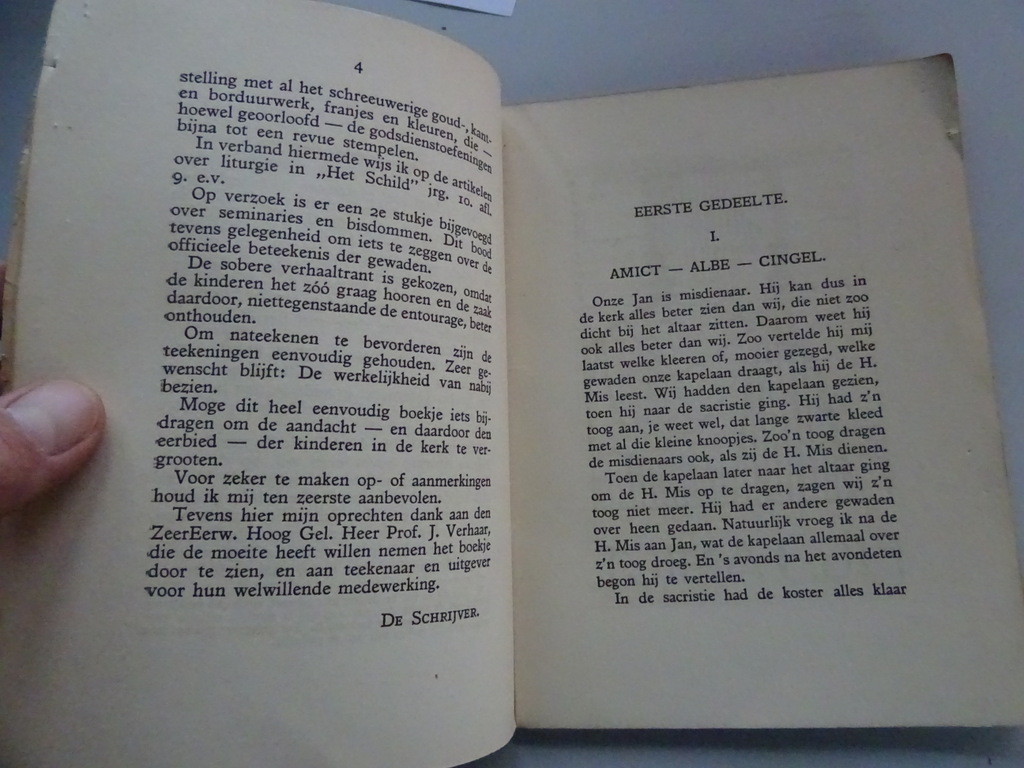 4
stelling met al het schreeuwerige goud-, kant-
en borduurwerk, franjes en kleuren, die —
hoewel geoorloofd — de godsdienstoefeningen
bijna tot een revue stempelen.
In verband hiermede wijs ik op de artikelen
over liturgie in „Het Schild” jrg. 10. afl.
9. e.v.
Op verzoek is er een 2e stukje bijgevoegd
over seminaries en bisdommen. Dit bood
tevens gelegenheid om iets te zeggen over de
officieele beteekenis der gewaden.
De sobere verhaaltrant is gekozen, omdat
de kinderen het zóó graag hooren en de zaak
daardoor, niettegenstaande de entourage, beter
onthouden.
Om nateekenen te bevorderen zijn de
teekeningen eenvoudig gehouden. Zeer ge-
wenscht blijft: De werkelijkheid van nabij
bezien.
Moge dit heel eenvoudig boekje iets bij-
dragen om de aandacht — en daardoor den
eerbied — der kinderen in de kerk te ver-
grooten.
Voor zeker te maken op- of aanmerkingen
houd ik mij ten zeerste aanbevolen.
Tevens hier mijn oprechten dank aan den
ZeerEerw. Hoog Gel. Heer Prof. J. Verhaar,
die de moeite heeft willen nemen het boekje
door te zien, en aan teekenaar en uitgever
voor hun welwillende medewerking.
DE SCHRIJVER.
EERSTE GEDEELTE.
I.
AMICT — ALBE — CINGEL.
Onze Jan is misdienaar. Hij kan dus in
de kerk alles beter zien dan wij, die niet zoo
dicht bij het altaar zitten. Daarom weet hij
ook alles beter dan wij. Zoo vertelde hij mij
laatst welke kleeren of, mooier gezegd, welke
gewaden onze kapelaan draagt, als hij de H.
Mis leest. Wij hadden den kapelaan gezien,
toen hij naar de sacristie ging. Hij had z'n
toog aan, je weet wel, dat lange zwarte kleed
met al die kleine knoopjes. Zoo'n toog dragen
de misdienaars ook, als zij de H. Mis dienen.
Toen de kapelaan later naar het altaar ging
om de H. Mis op te dragen, zagen wij z'n
toog niet meer. Hij had er andere gewaden
over heen gedaan. Natuurlijk vroeg ik na de
H. Mis aan Jan, wat de kapelaan allemaal over
z'n toog droeg. En 's avonds na het avondeten
begon hij te vertellen.
In de sacristie had de koster alles klaar